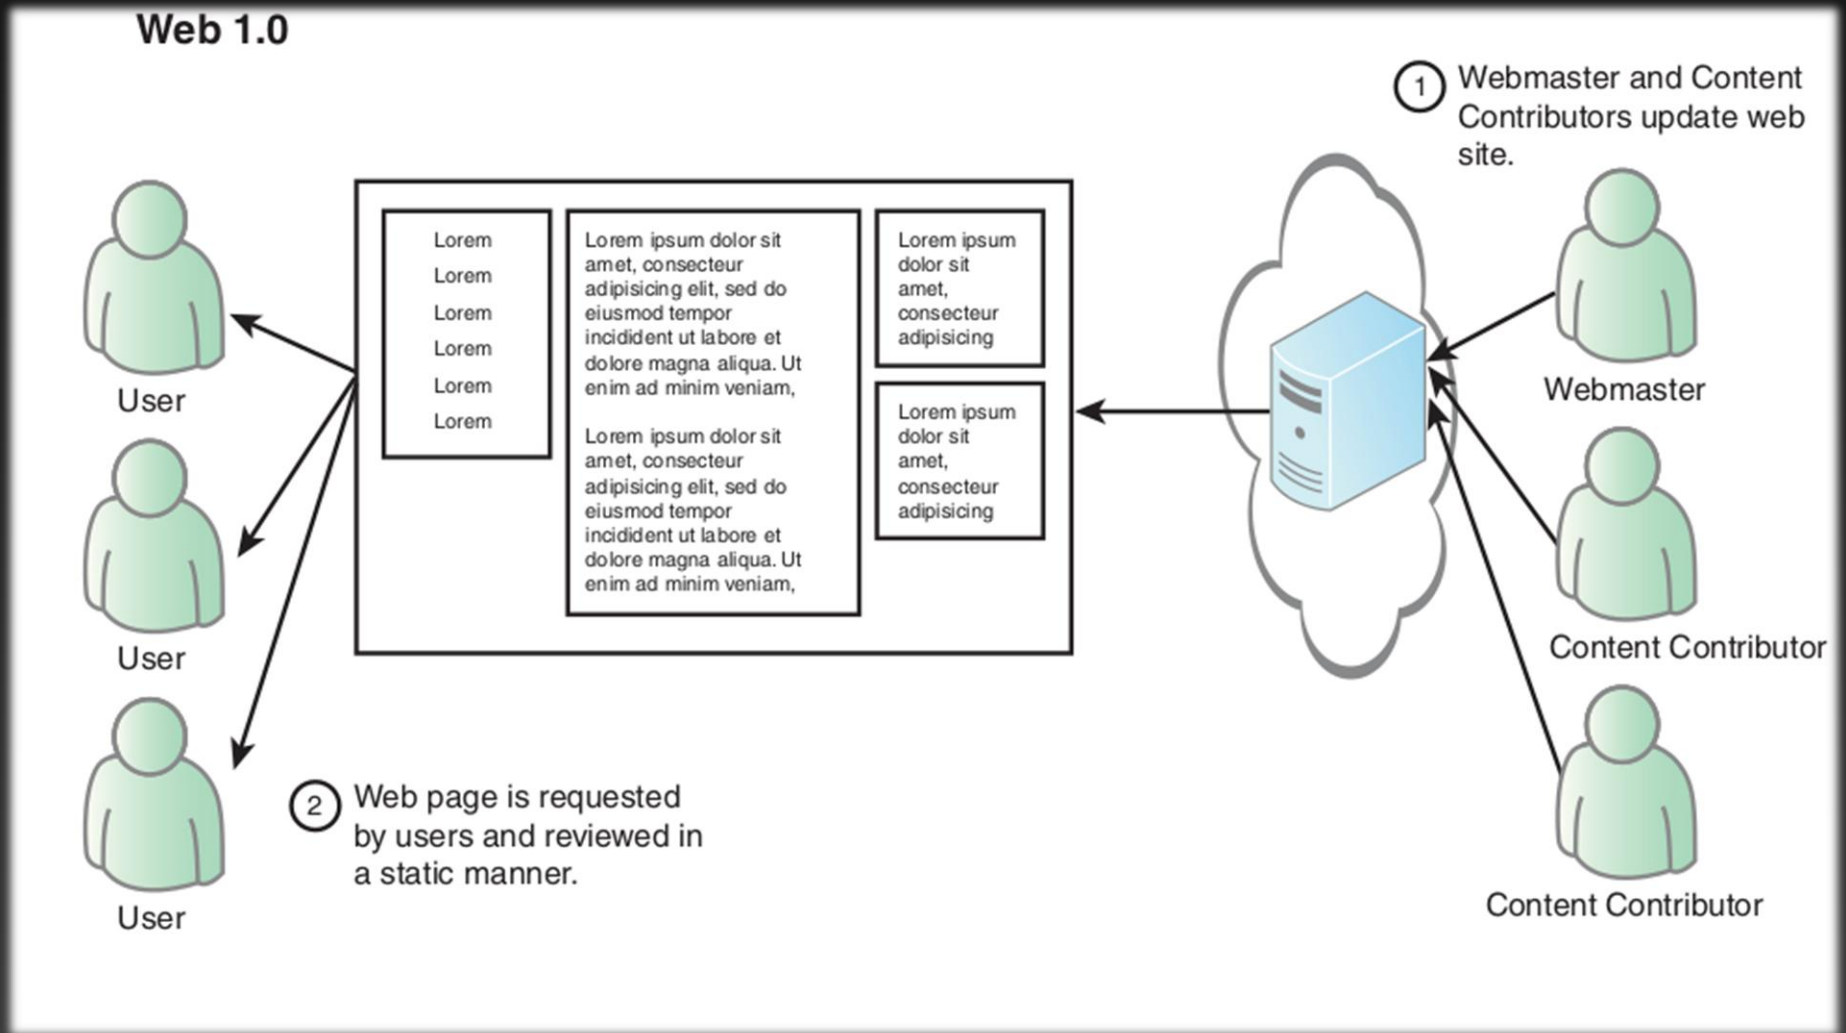 Web 1.0
1
Webmaster and Content
Contributors update web
site.
User
User
User
Lorem
Lorem
Lorem
Lorem
Lorem
Lorem
Lorem ipsum dolor sit
amet, consecteur
adipisicing elit, sed do
eiusmod tempor
incidident ut labore et
dolore magna aliqua. Ut
enim ad minim veniam,
Lorem ipsum dolor sit
amet, consecteur
adipisicing elit, sed do
eiusmod tempor
incidident ut labore et
dolore magna aliqua. Ut
enim ad minim veniam,
Lorem ipsum
dolor sit
amet,
consecteur
adipisicing
Lorem ipsum
dolor sit
amet,
consecteur
adipisicing
Webmaster
Content Contributor
Content Contributor
2
Web page is requested
by users and reviewed in
a static manner.